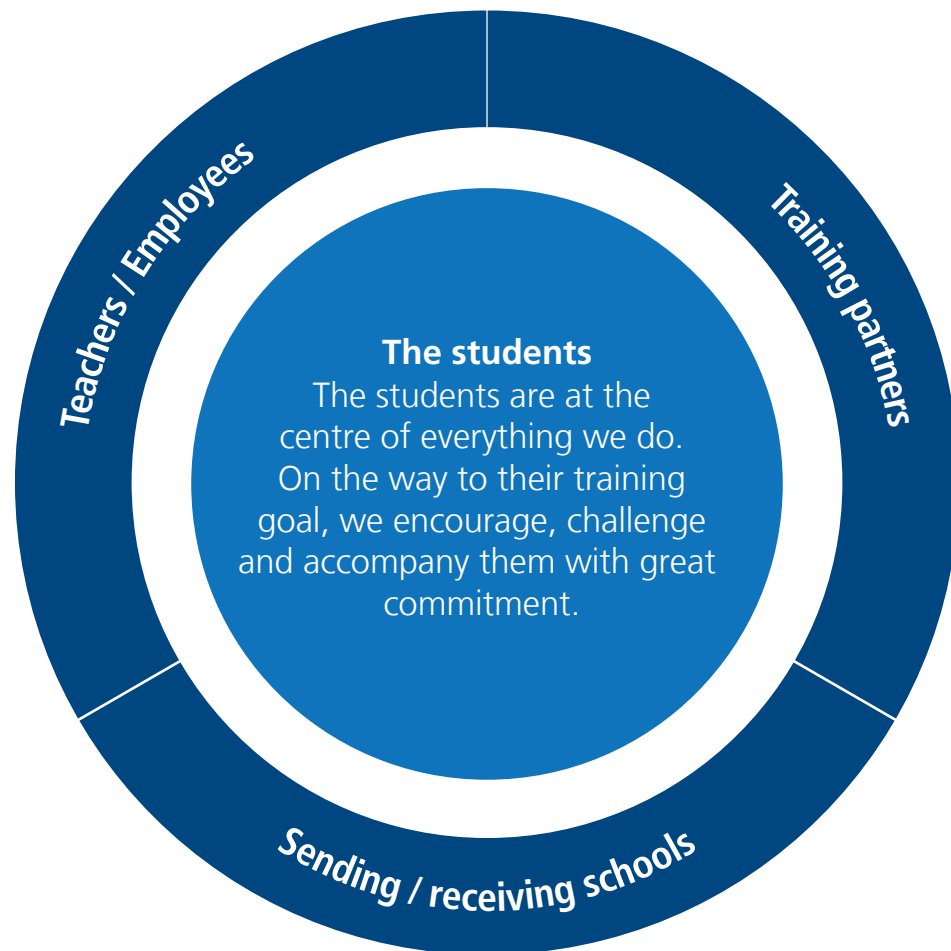 Teachers / Employees
Training partners
The students
The students are at the
centre of everything we do.
On the way to their training
goal, we encourage, challenge
and accompany them with great
commitment.
Sending / receiving schools